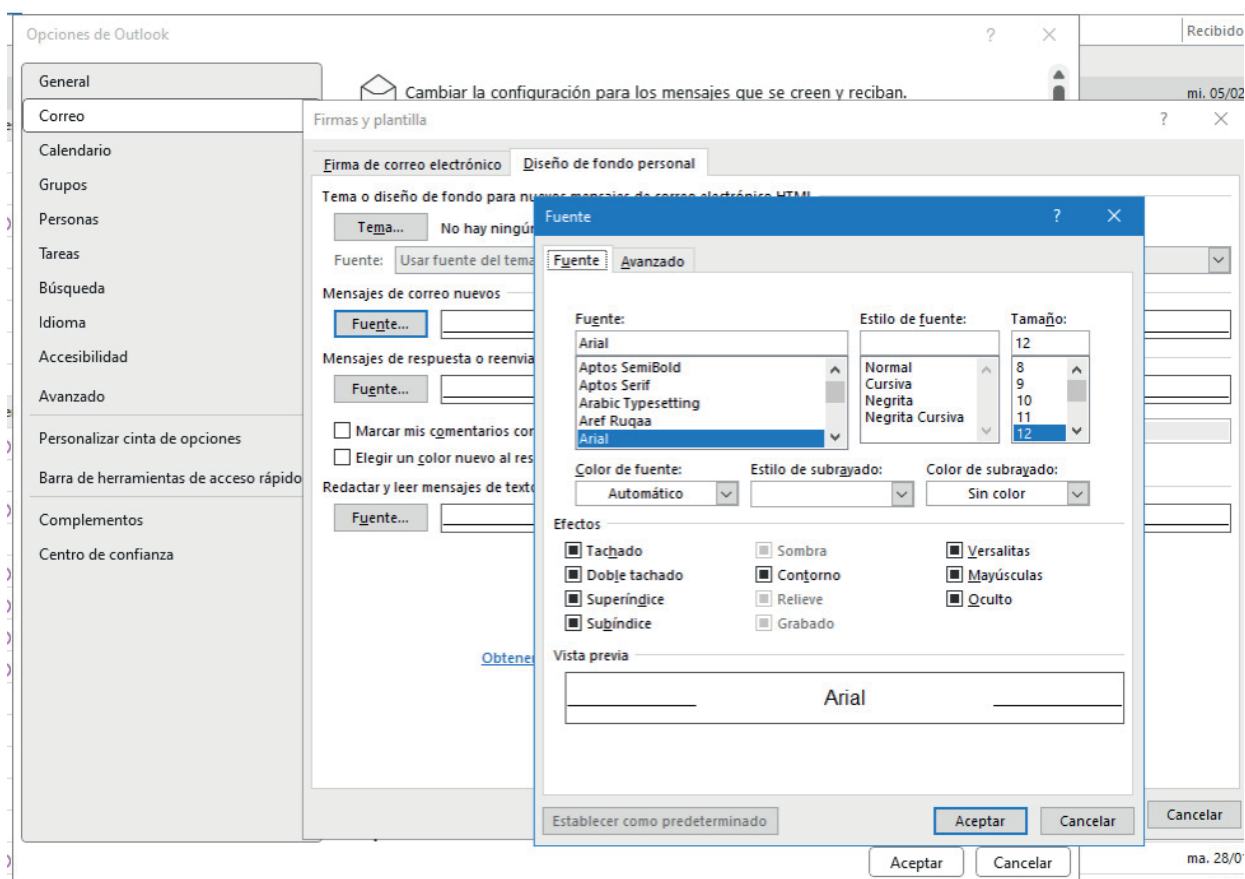 Opciones de Outlook
Recibido
General
Cambiar la configuración para los mensajes que se creen y reciban.
mi. 05/02
Correo
Firmas y plantilla
Calendario
Firma de correo electrónico
Diseño de fondo personal
Grupos
Tema o diseño de fondo para nuevos mensajes de correo electrónico HTML
Personas
Tema...
No hay ningún
Fuente
Tareas
Fuente:
Usar fuente del tema
Fuente
Avanzado
Búsqueda
Mensajes de correo nuevos
Idioma
Fuente...
Fuente:
Estilo de fuente:
Tamaño:
Arial
12
Accesibilidad
Mensajes de respuesta o reenvia
Aptos SemiBold
Aptos Serif
Arabic Typesetting
Aref Ruqaa
Arial
Normal
Cursiva
Negrita
Negrita Cursiva
8
9
10
11
12
Avanzado
Fuente...
Marcar mis comentarios con
Personalizar cinta de opciones
Elegir un color nuevo al res
Color de fuente:
Estilo de subrayado:
Color de subrayado:
Barra de herramientas de acceso rápido
Redactar y leer mensajes de texto
Automático
Sin color
Complementos
Fuente...
Efectos
Centro de confianza
Tachado
Sombra
Versalitas
Doble tachado
Contorno
Mayúsculas
Superíndice
Relieve
Oculto
Subíndice
Grabado
Obtener
Vista previa
Arial
Establecer como predeterminado
Aceptar
Cancelar
Cancelar
Aceptar
Cancelar
ma. 28/01